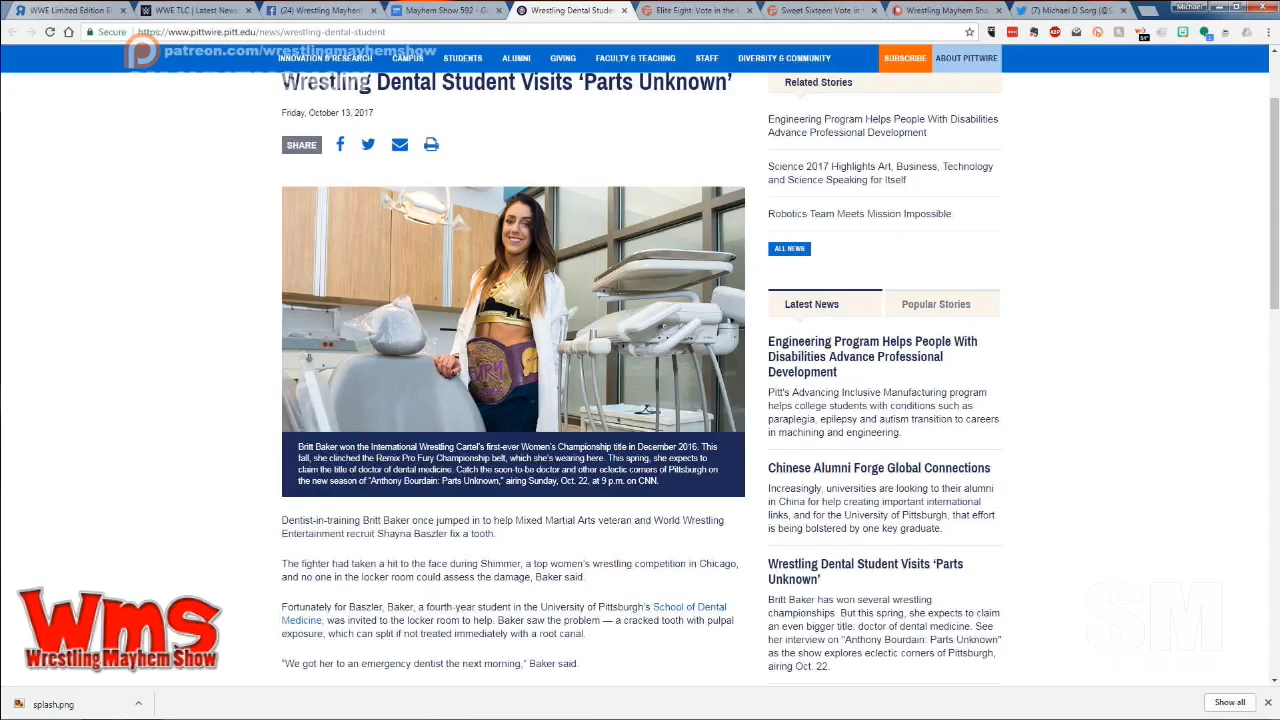 WWE Limited Edition Bl
WWE TLC | Latest News
(24) Wrestling Mayhem
Mayhem Show 592 - Go
Wrestling Dental Stude
Elite Eight: Vote in the
Sweet Sixteen: Vote in
Wrestling Mayhem Sho
(7) Michael D Sorg (@S
Michael
Secure
https://www.pittwire.pitt.edu/news/wrestling-dental-student
patreon.com/wrestlingmayhemshow
INNOVATION & RESEARCH CAMPUS STUDENTS ALUMNI GIVING FACULTY & TEACHING STAFF DIVERSITY & COMMUNITY SUBSCRIBE ABOUT PITTWIRE
Wrestling Dental Student Visits ‘Parts Unknown’
Friday, October 13, 2017
SHARE
Britt Baker won the International Wrestling Cartel's first-ever Women's Championship title in December 2016. This
fall, she clinched the Remix Pro Fury Championship belt, which she's wearing here. This spring, she expects to
claim the title of doctor of dental medicine. Catch the soon-to-be doctor and other eclectic corners of Pittsburgh on
the new season of “Anthony Bourdain: Parts Unknown,” airing Sunday, Oct. 22, at 9 p.m. on CNN.
Dentist-in-training Britt Baker once jumped in to help Mixed Martial Arts veteran and World Wrestling
Entertainment recruit Shayna Baszler fix a tooth.
The fighter had taken a hit to the face during Shimmer, a top women’s wrestling competition in Chicago,
and no one in the locker room could assess the damage, Baker said.
Fortunately for Baszler, Baker, a fourth-year student in the University of Pittsburgh’s School of Dental
Medicine, was invited to the locker room to help. Baker saw the problem — a cracked tooth with pulpal
exposure, which can split if not treated immediately with a root canal.
“We got her to an emergency dentist the next morning,” Baker said.
Related Stories
Engineering Program Helps People With Disabilities
Advance Professional Development
Science 2017 Highlights Art, Business, Technology
and Science Speaking for Itself
Robotics Team Meets Mission Impossible
ALL NEWS
Latest News
Popular Stories
Engineering Program Helps People With
Disabilities Advance Professional
Development
Pitt's Advancing Inclusive Manufacturing program
helps college students with conditions such as
paraplegia, epilepsy and autism transition to careers
in machining and engineering.
Chinese Alumni Forge Global Connections
Increasingly, universities are looking to their alumni
in China for help creating important international
links, and for the University of Pittsburgh, that effort
is being bolstered by one key graduate.
Wrestling Dental Student Visits ‘Parts
Unknown’
Britt Baker has won several wrestling
championships. But this spring, she expects to claim
an even bigger title: doctor of dental medicine. See
her interview on "Anthony Bourdain: Parts Unknown"
as the show explores eclectic corners of Pittsburgh,
airing Oct. 22.
wms
Wrestling Mayhem Show
SM
splash.png
Show all